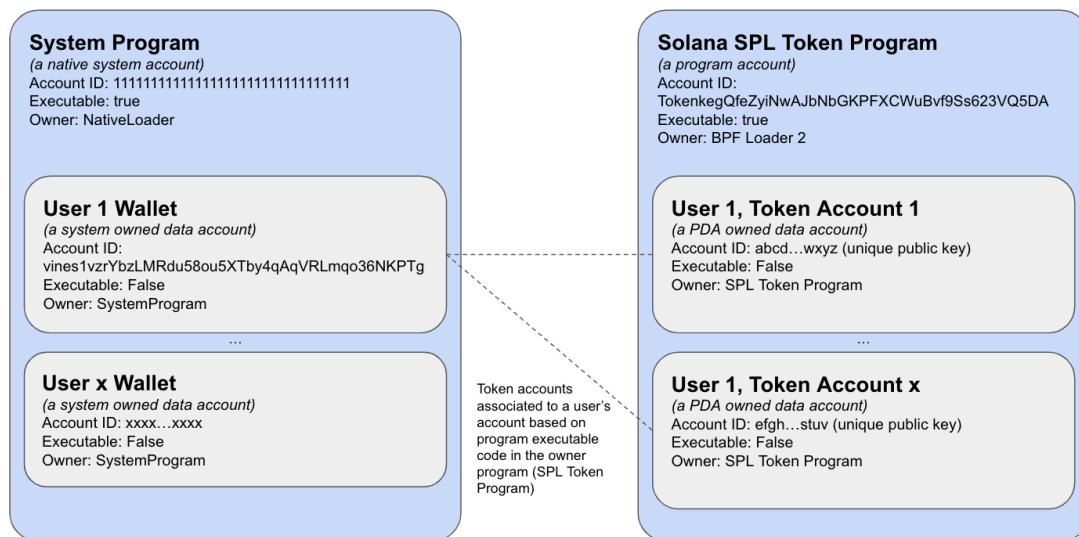 System Program
(a native system account)
Account ID: 11111111111111111111111111111111
Executable: true
Owner: NativeLoader
User 1 Wallet
(a system owned data account)
Account ID:
vines1vzrYbzLMRdu58ou5XTby4qAqVRLmqo36NKPTg
Executable: False
Owner: SystemProgram
...
User x Wallet
(a system owned data account)
Account ID: xxxx…xxxx
Executable: False
Owner: SystemProgram
Token accounts
associated to a user’s
account based on
program executable
code in the owner
program (SPL Token
Program)
Solana SPL Token Program
(a program account)
Account ID:
TokenkegQfeZyiNwAJbNbGKPFXCWuBvf9Ss623VQ5DA
Executable: true
Owner: BPF Loader 2
User 1, Token Account 1
(a PDA owned data account)
Account ID: abcd…wxyz (unique public key)
Executable: False
Owner: SPL Token Program
...
User 1, Token Account x
(a PDA owned data account)
Account ID: efgh…stuv (unique public key)
Executable: False
Owner: SPL Token Program